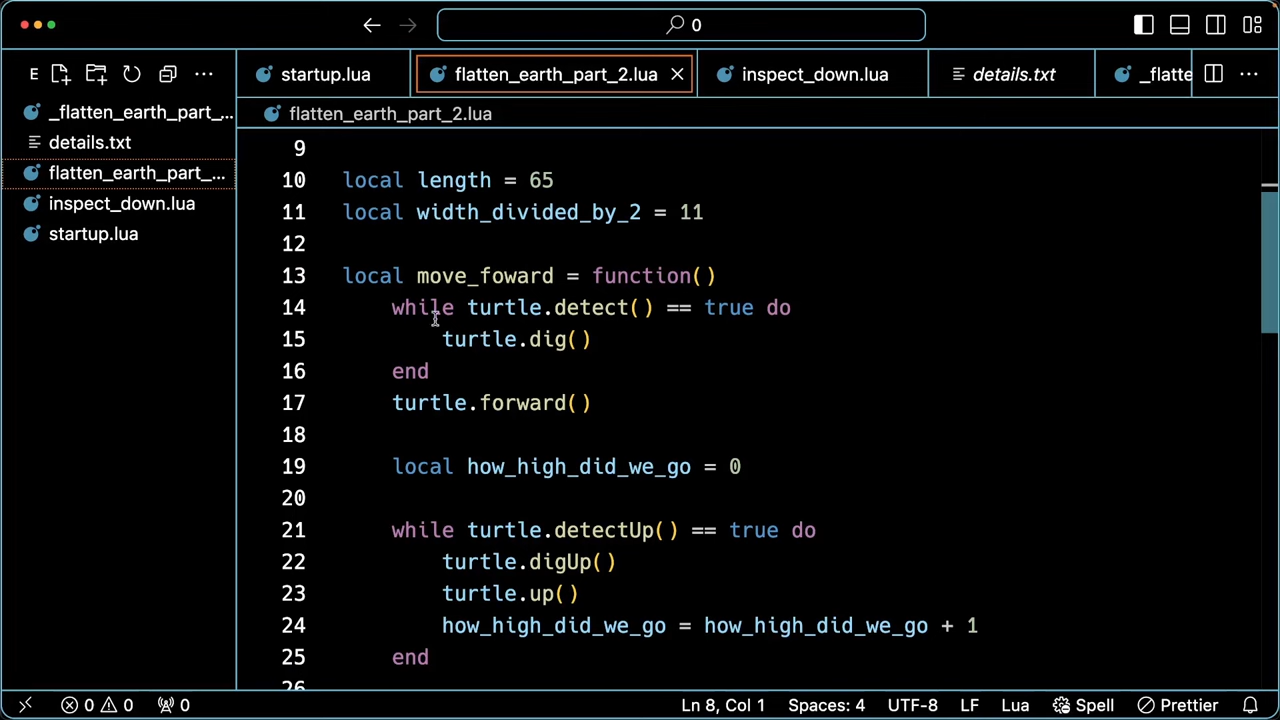 0
E
startup.lua
flatten_earth_part_2.lua
inspect_down.lua
details.txt
_flatte
_flatten_earth_part_...
details.txt
flatten_earth_part_...
inspect_down.lua
startup.lua
flatten_earth_part_2.lua
9
10 local length = 65
11 local width_divided_by_2 = 11
12
13 local move_foward = function()
14 while turtle.detect() == true do
15 turtle.dig()
16 end
17 turtle.forward()
18
19 local how_high_did_we_go = 0
20
21 while turtle.detectUp() == true do
22 turtle.digUp()
23 turtle.up()
24 how_high_did_we_go = how_high_did_we_go + 1
25 end
26
0 0 0 Ln 8, Col 1 Spaces: 4 UTF-8 LF Lua Spell Prettier